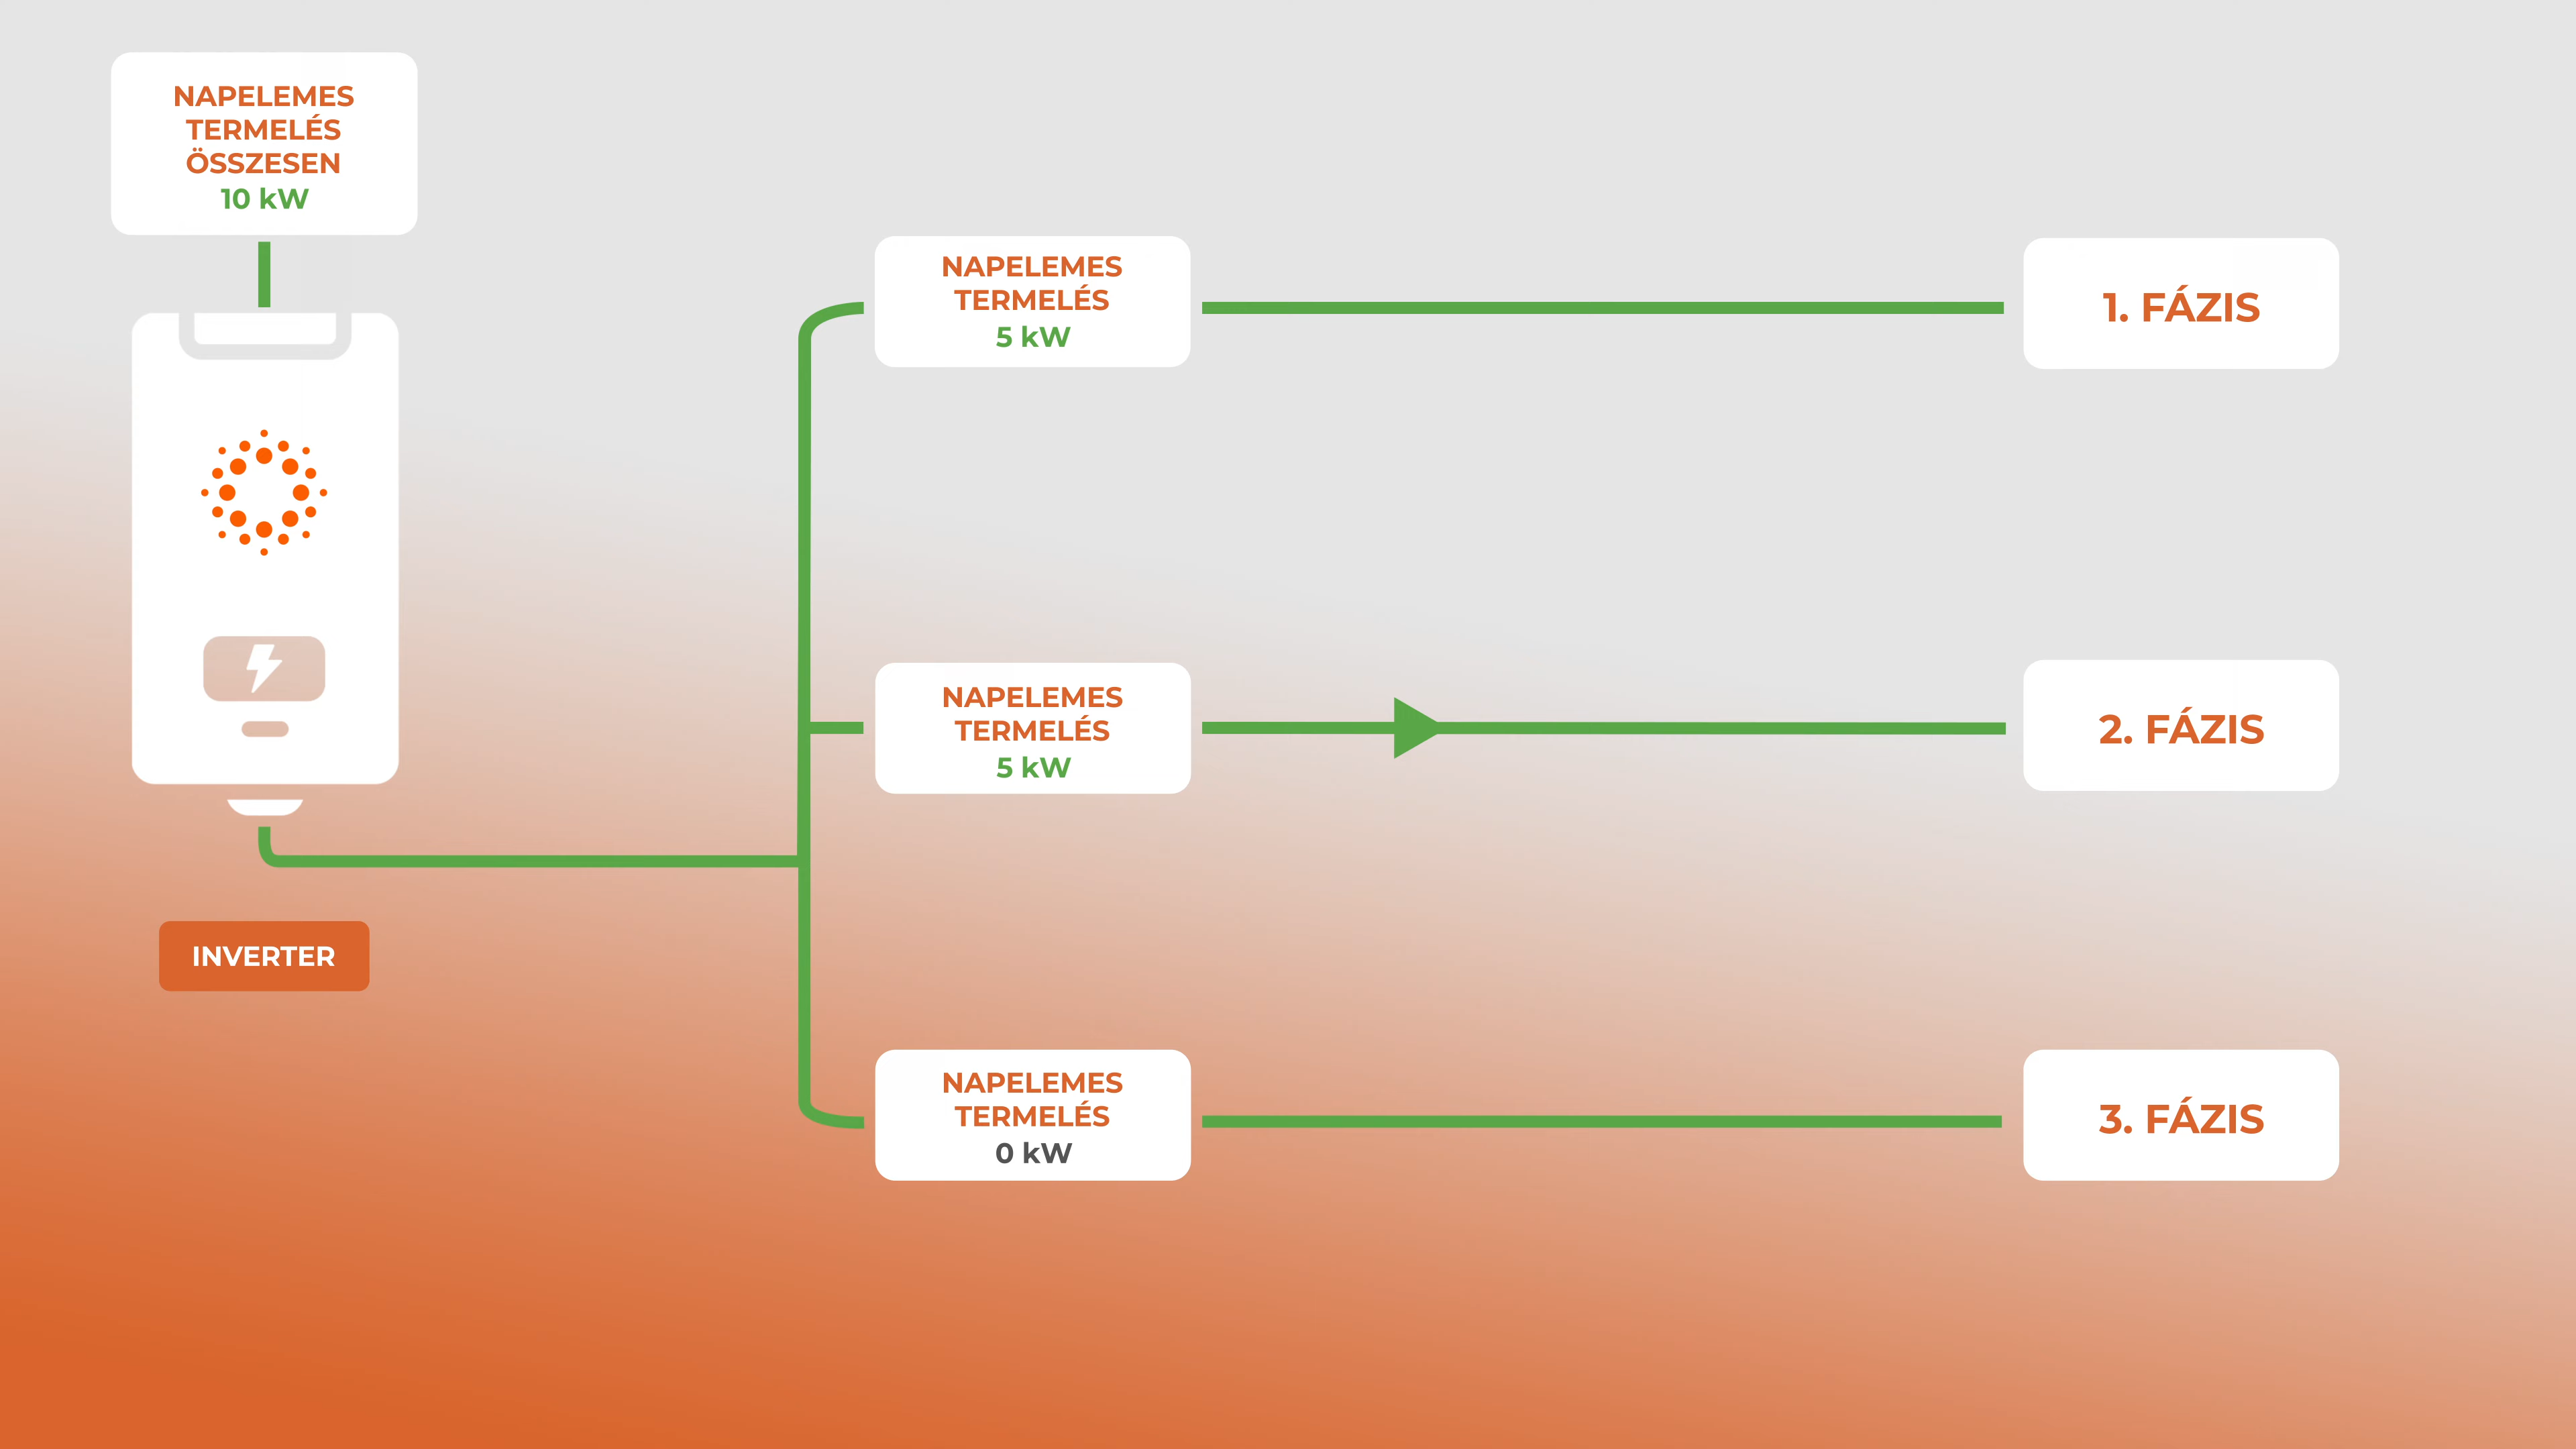 NAPELEMES
TERMELÉS
ÖSSZESEN
10 kW
INVERTER
NAPELEMES
TERMELÉS
5 kW
1. FÁZIS
NAPELEMES
TERMELÉS
5 kW
2. FÁZIS
NAPELEMES
TERMELÉS
0 kW
3. FÁZIS